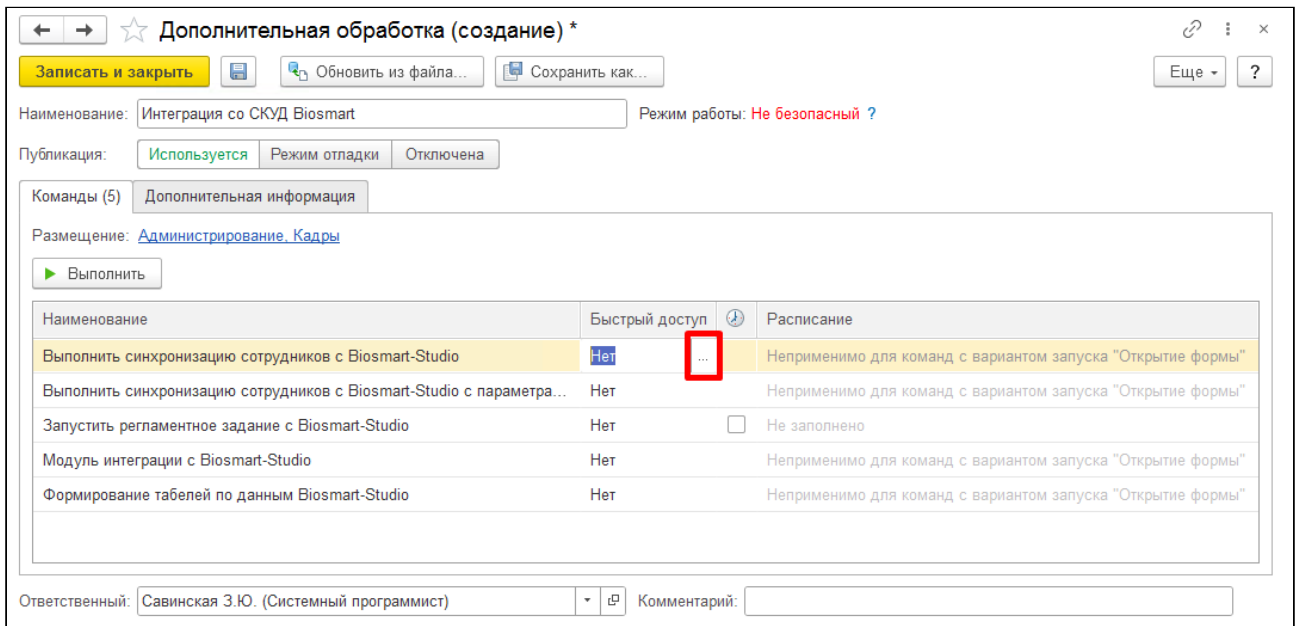 Дополнительная обработка (создание) *
Записать и закрыть Обновить из файла... Сохранить как... Еще ?
Наименование: Интеграция со СКУД Biosmart Режим работы: Не безопасный ?
Публикация: Используется Режим отладки Отключена
Команды (5) Дополнительная информация
Размещение: Администрирование, Кадры
Выполнить
Наименование Быстрый доступ Расписание
Выполнить синхронизацию сотрудников с Biosmart-Studio Нет ... Неприменимо для команд с вариантом запуска "Открытие формы"
Выполнить синхронизацию сотрудников с Biosmart-Studio с параметра... Нет Неприменимо для команд с вариантом запуска "Открытие формы"
Запустить регламентное задание с Biosmart-Studio Нет Не заполнено
Модуль интеграции с Biosmart-Studio Нет Неприменимо для команд с вариантом запуска "Открытие формы"
Формирование табелей по данным Biosmart-Studio Нет Неприменимо для команд с вариантом запуска "Открытие формы"
Ответственный: Савинская З.Ю. (Системный программист) Комментарий: